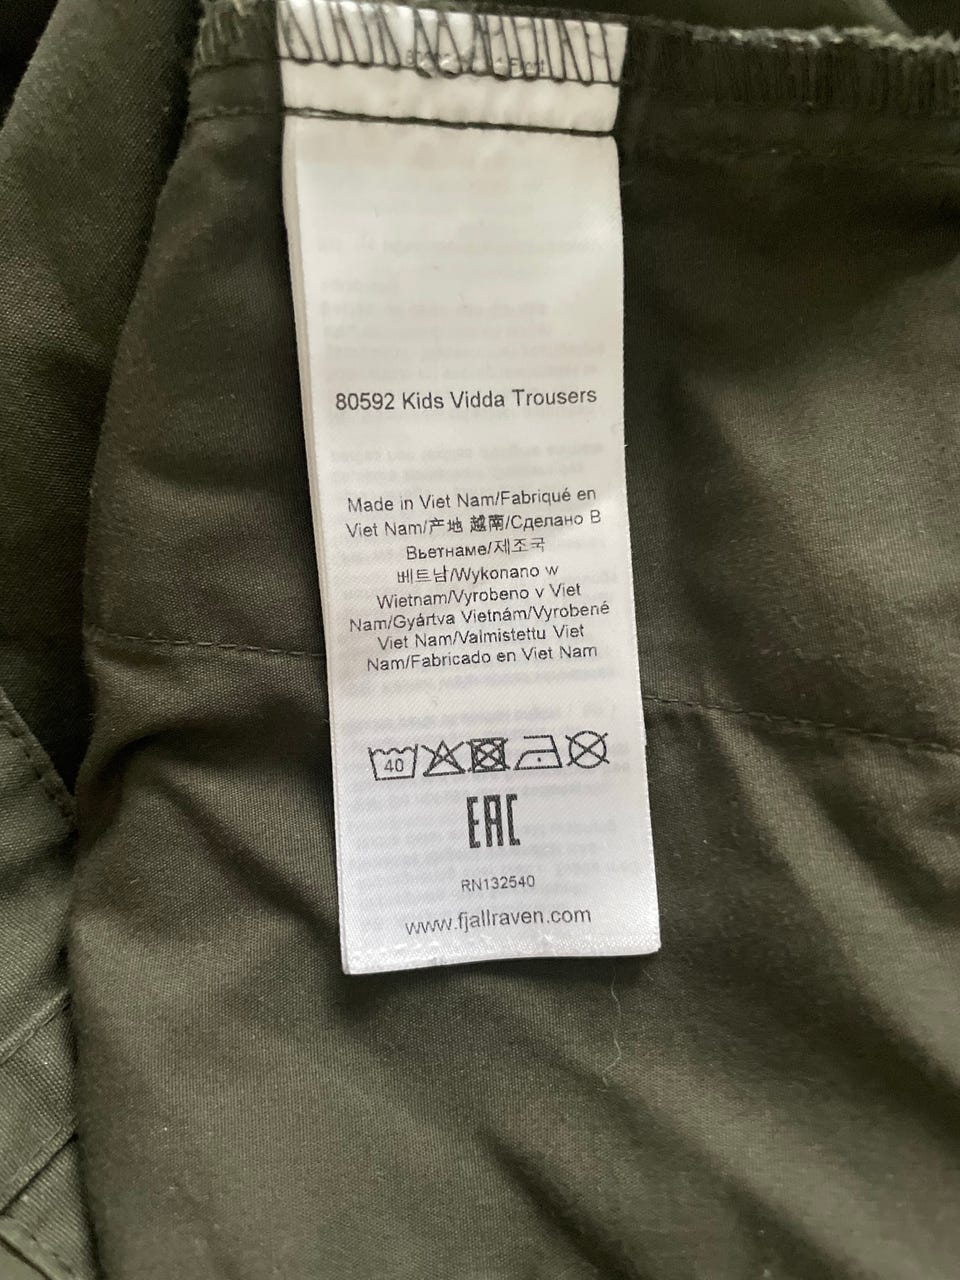 80592 Kids Vidda Trousers
Made in Viet Nam/Fabriqué en
Viet Nam/产地 越南/Сделано В
Вьетнаме/제조국
베트남/Wykonano w
Wietnam/Vyrobeno v Viet
Nam/Gyártva Vietnám/Vyrobené
Viet Nam/Valmistettu Viet
Nam/Fabricado en Viet Nam
40
EAC
RN132540
www.fjallraven.com